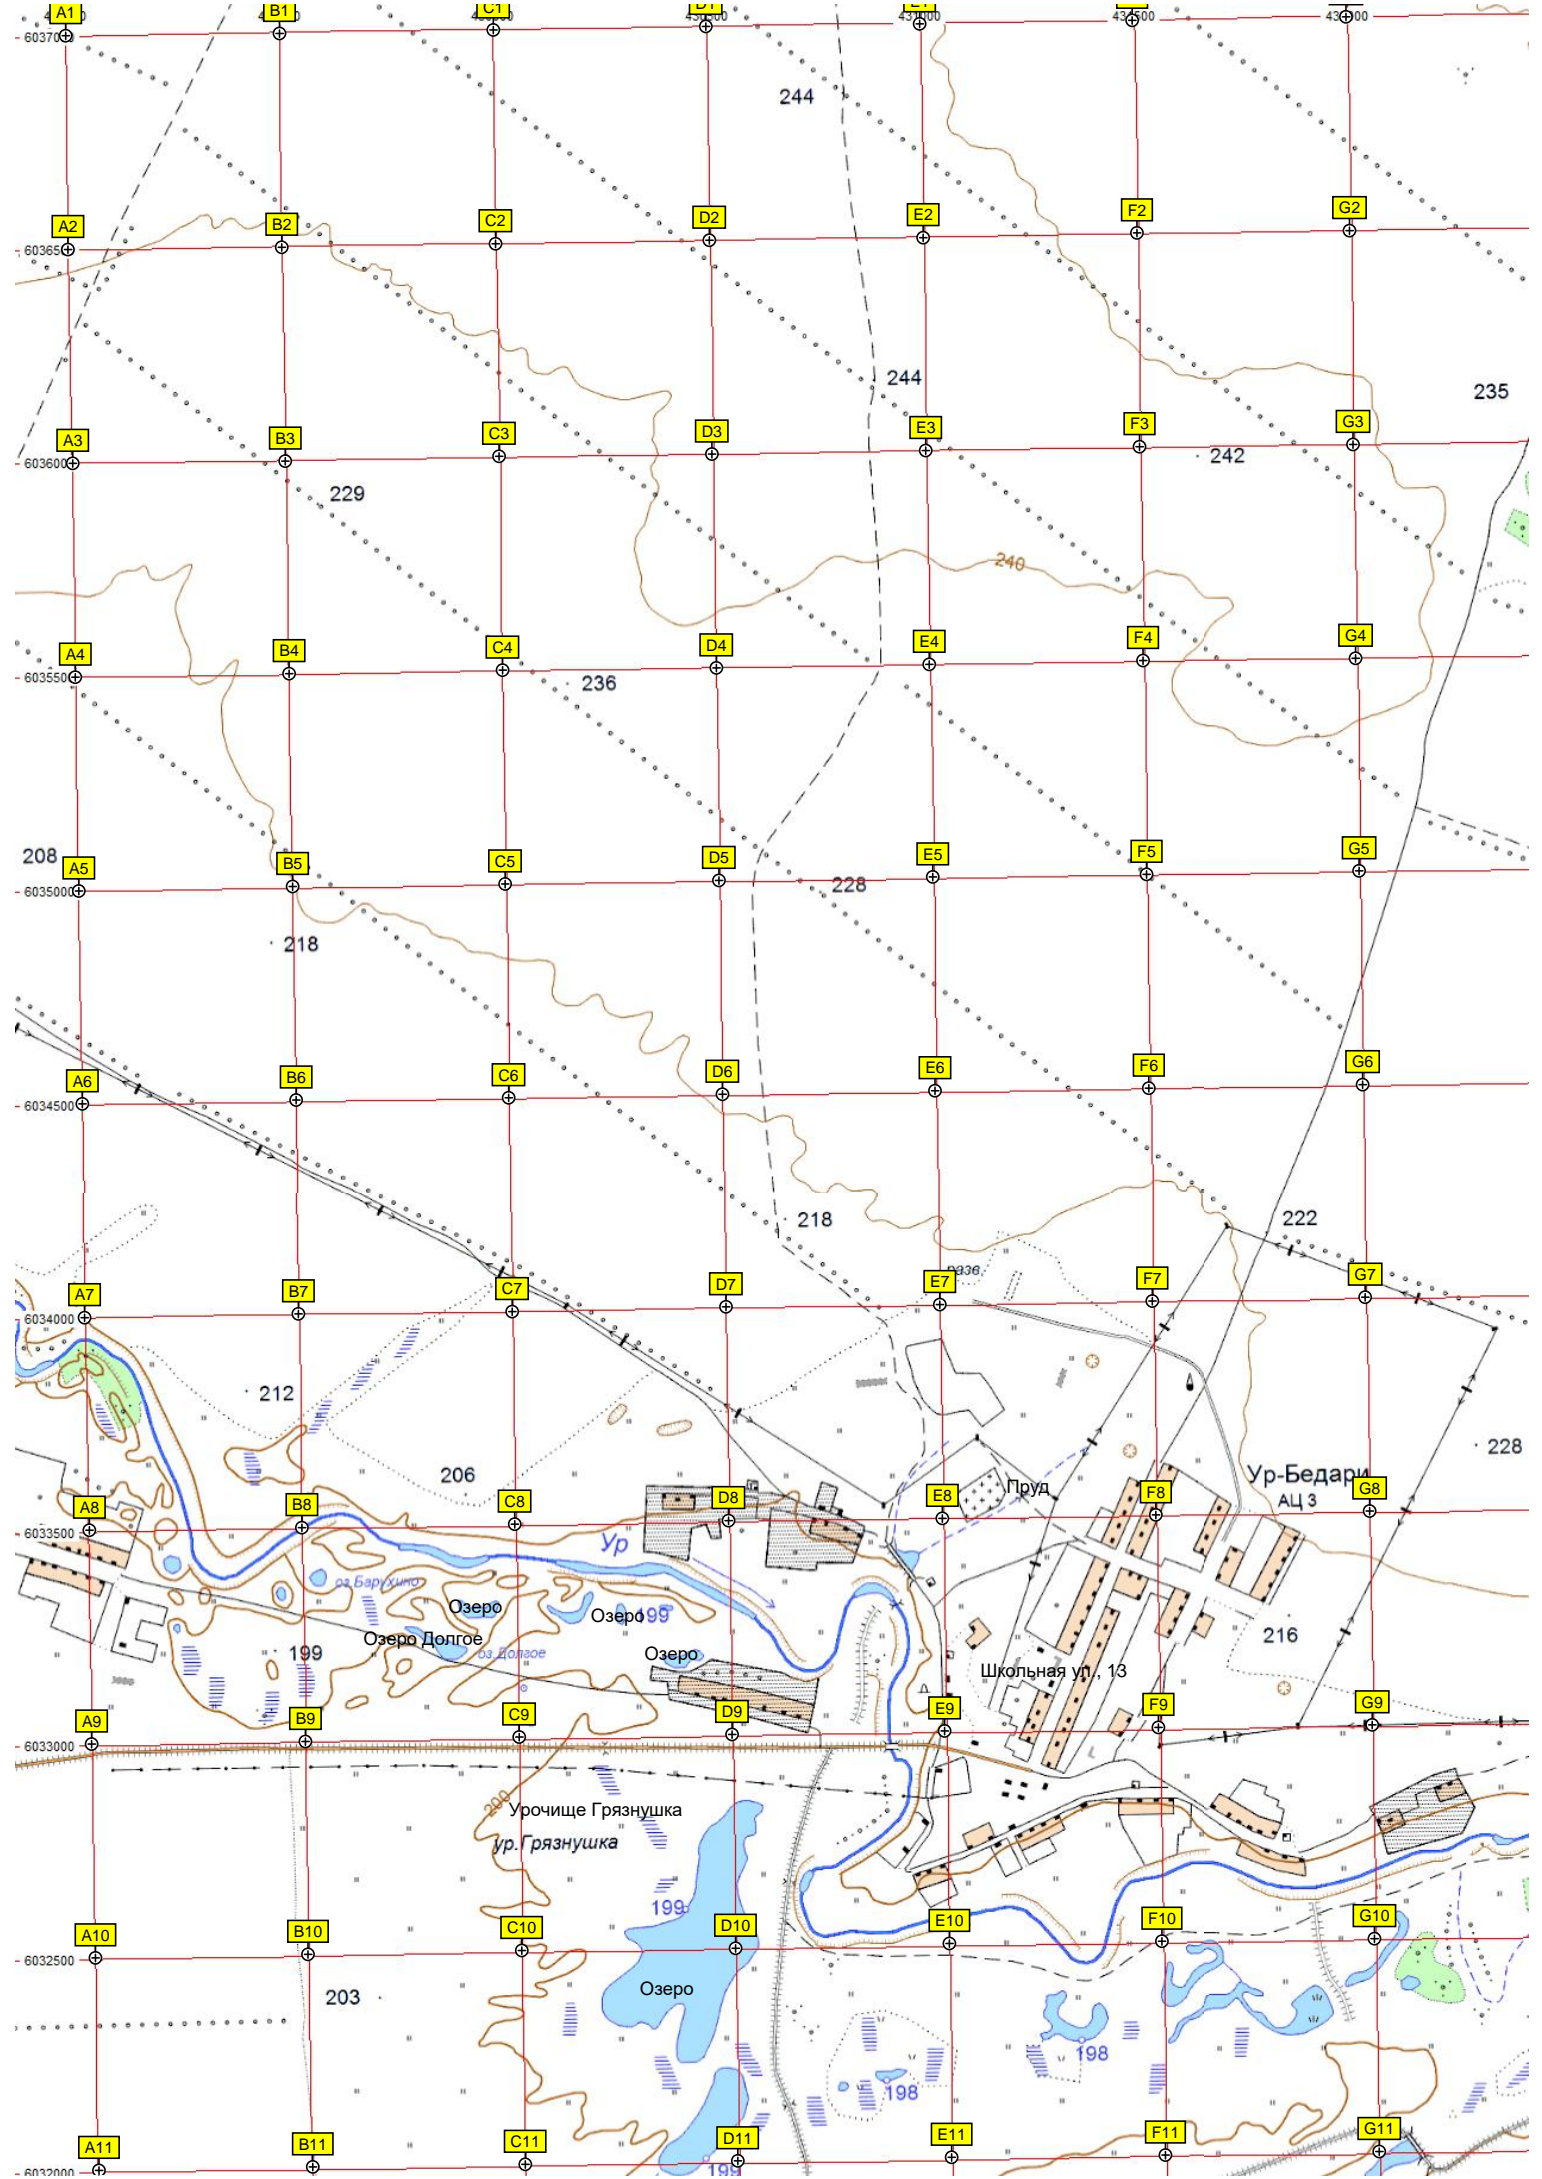 A1 B1 C1 D1 E1
430500 431000 431500
A2 B2 C2 D2 E2 F2 G2
244
244
235
A3 B3 C3 D3 E3 F3 G3
6036000
242
229
240
A4 B4 C4 D4 E4 F4 G4
6035500
236
208
A5 B5 C5 D5 E5 F5 G5
6035000
228
218
A6 B6 C6 D6 E6 F6 G6
6034500
218
222
разв.
A7 B7 C7 D7 E7 F7 G7
6034000
212
206
228
Ур-Бедари
АЦ 3
Пруд
A8 B8 C8 D8 E8 F8 G8
6033500
Ур
оз.Барухино
Озеро
Озеро
199
Озеро Долгое
оз.Долгое
Озеро
199
216
Школьная ул., 13
A9 B9 C9 D9 E9 F9 G9
6033000
200
Урочище Грязнушка
ур.Грязнушка
199
A10 B10 C10 D10 E10 F10 G10
6032500
Озеро
203
198
198
A11 B11 C11 D11 E11 F11 G11
6032000
199